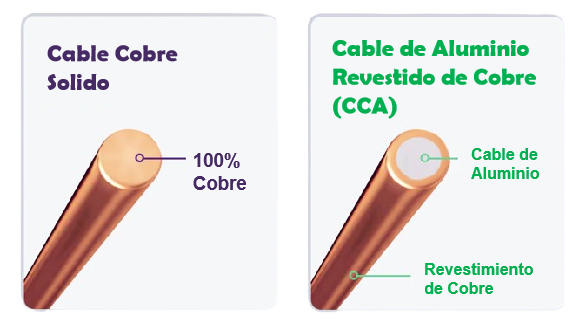 Cable Cobre
Solido
100%
Cobre
Cable de Aluminio
Revestido de Cobre
(CCA)
Cable de
Aluminio
Revestimiento
de Cobre